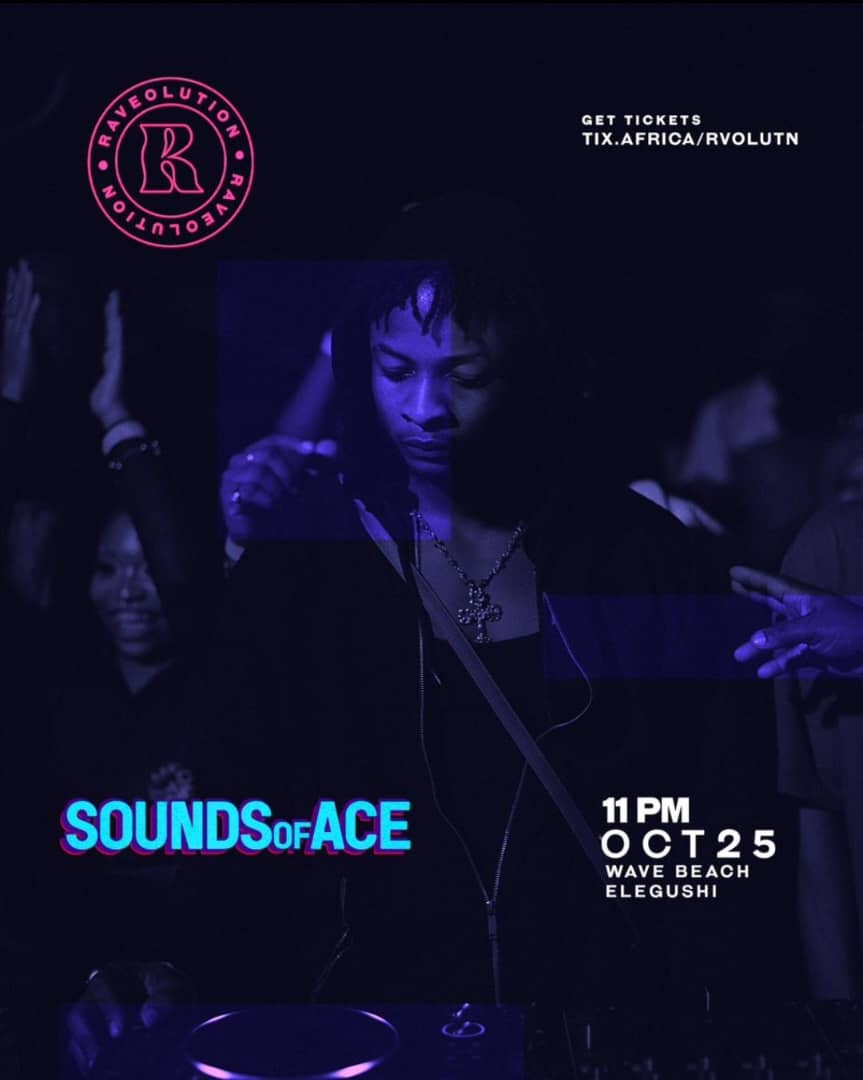 RAVEOLUTION • RAVEOLUTION •
R
GET TICKETS
TIX.AFRICA/RVOLUTN
SOUNDSOFACE
11 PM
OCT25
WAVE BEACH
ELEGUSHI